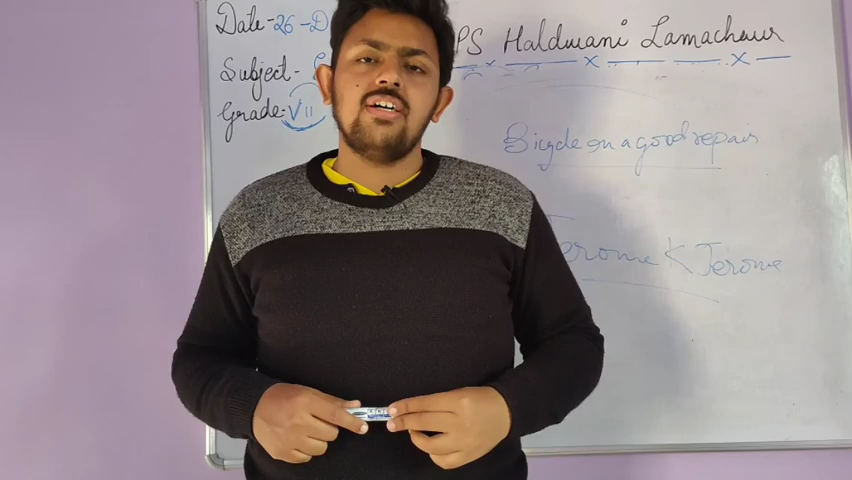 Date-26-D
PS Haldwani Lamachaur
Subject-
Grade-VII
Bicycle in a good repair
Jerome K Jerome